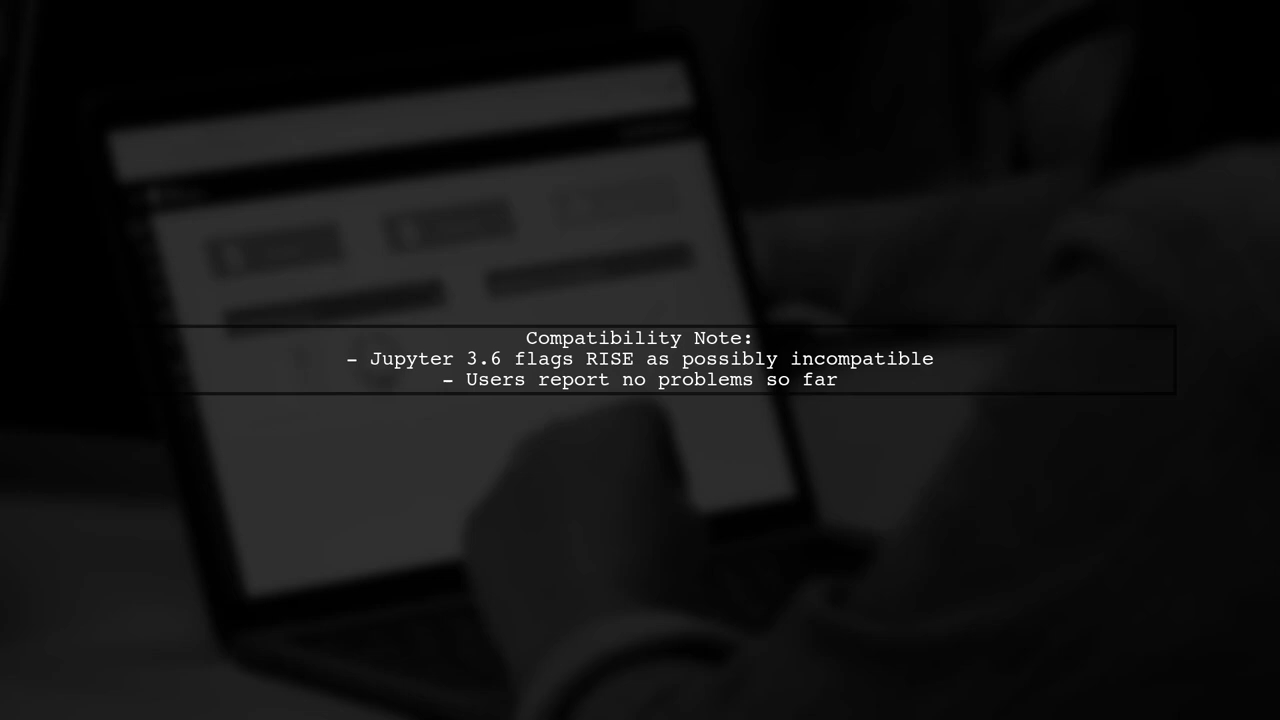 Compatibility Note:
- Jupyter 3.6 flags RISE as possibly incompatible
- Users report no problems so far